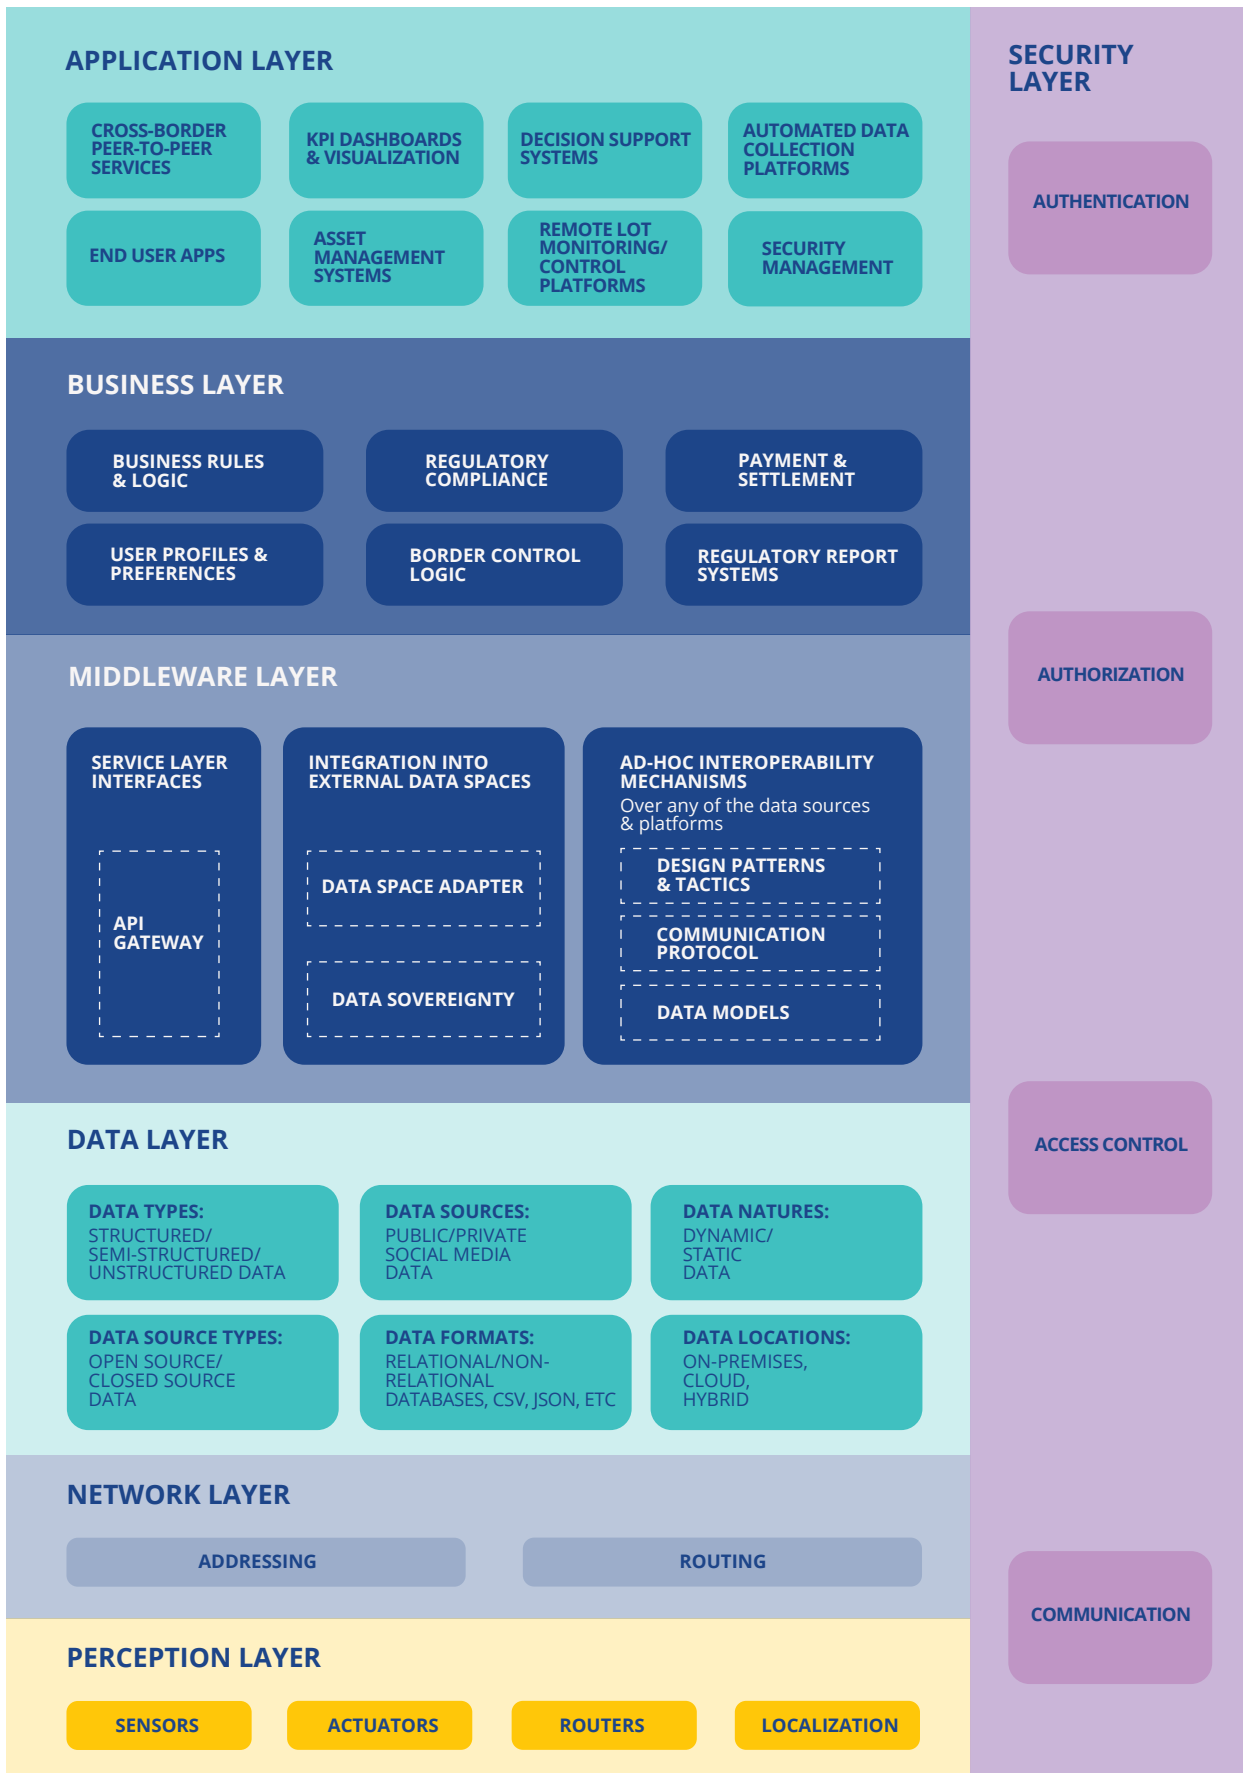 APPLICATION LAYER
CROSS-BORDER
PEER-TO-PEER
SERVICES
KPI DASHBOARDS
& VISUALIZATION
DECISION SUPPORT
SYSTEMS
AUTOMATED DATA
COLLECTION
PLATFORMS
END USER APPS
ASSET
MANAGEMENT
SYSTEMS
REMOTE LOT
MONITORING/
CONTROL
PLATFORMS
SECURITY
MANAGEMENT
BUSINESS LAYER
BUSINESS RULES
& LOGIC
REGULATORY
COMPLIANCE
PAYMENT &
SETTLEMENT
USER PROFILES &
PREFERENCES
BORDER CONTROL
LOGIC
REGULATORY REPORT
SYSTEMS
MIDDLEWARE LAYER
SERVICE LAYER
INTERFACES
API
GATEWAY
INTEGRATION INTO
EXTERNAL DATA SPACES
DATA SPACE ADAPTER
DATA SOVEREIGNTY
AD-HOC INTEROPERABILITY
MECHANISMS
Over any of the data sources
& platforms
DESIGN PATTERNS
& TACTICS
COMMUNICATION
PROTOCOL
DATA MODELS
DATA LAYER
DATA TYPES:
STRUCTURED/
SEMI-STRUCTURED/
UNSTRUCTURED DATA
DATA SOURCES:
PUBLIC/PRIVATE
SOCIAL MEDIA
DATA
DATA NATURES:
DYNAMIC/
STATIC
DATA
DATA SOURCE TYPES:
OPEN SOURCE/
CLOSED SOURCE
DATA
DATA FORMATS:
RELATIONAL/NON-
RELATIONAL
DATABASES, CSV, JSON, ETC
DATA LOCATIONS:
ON-PREMISES,
CLOUD,
HYBRID
NETWORK LAYER
ADDRESSING
ROUTING
PERCEPTION LAYER
SENSORS
ACTUATORS
ROUTERS
LOCALIZATION
SECURITY
LAYER
AUTHENTICATION
AUTHORIZATION
ACCESS CONTROL
COMMUNICATION